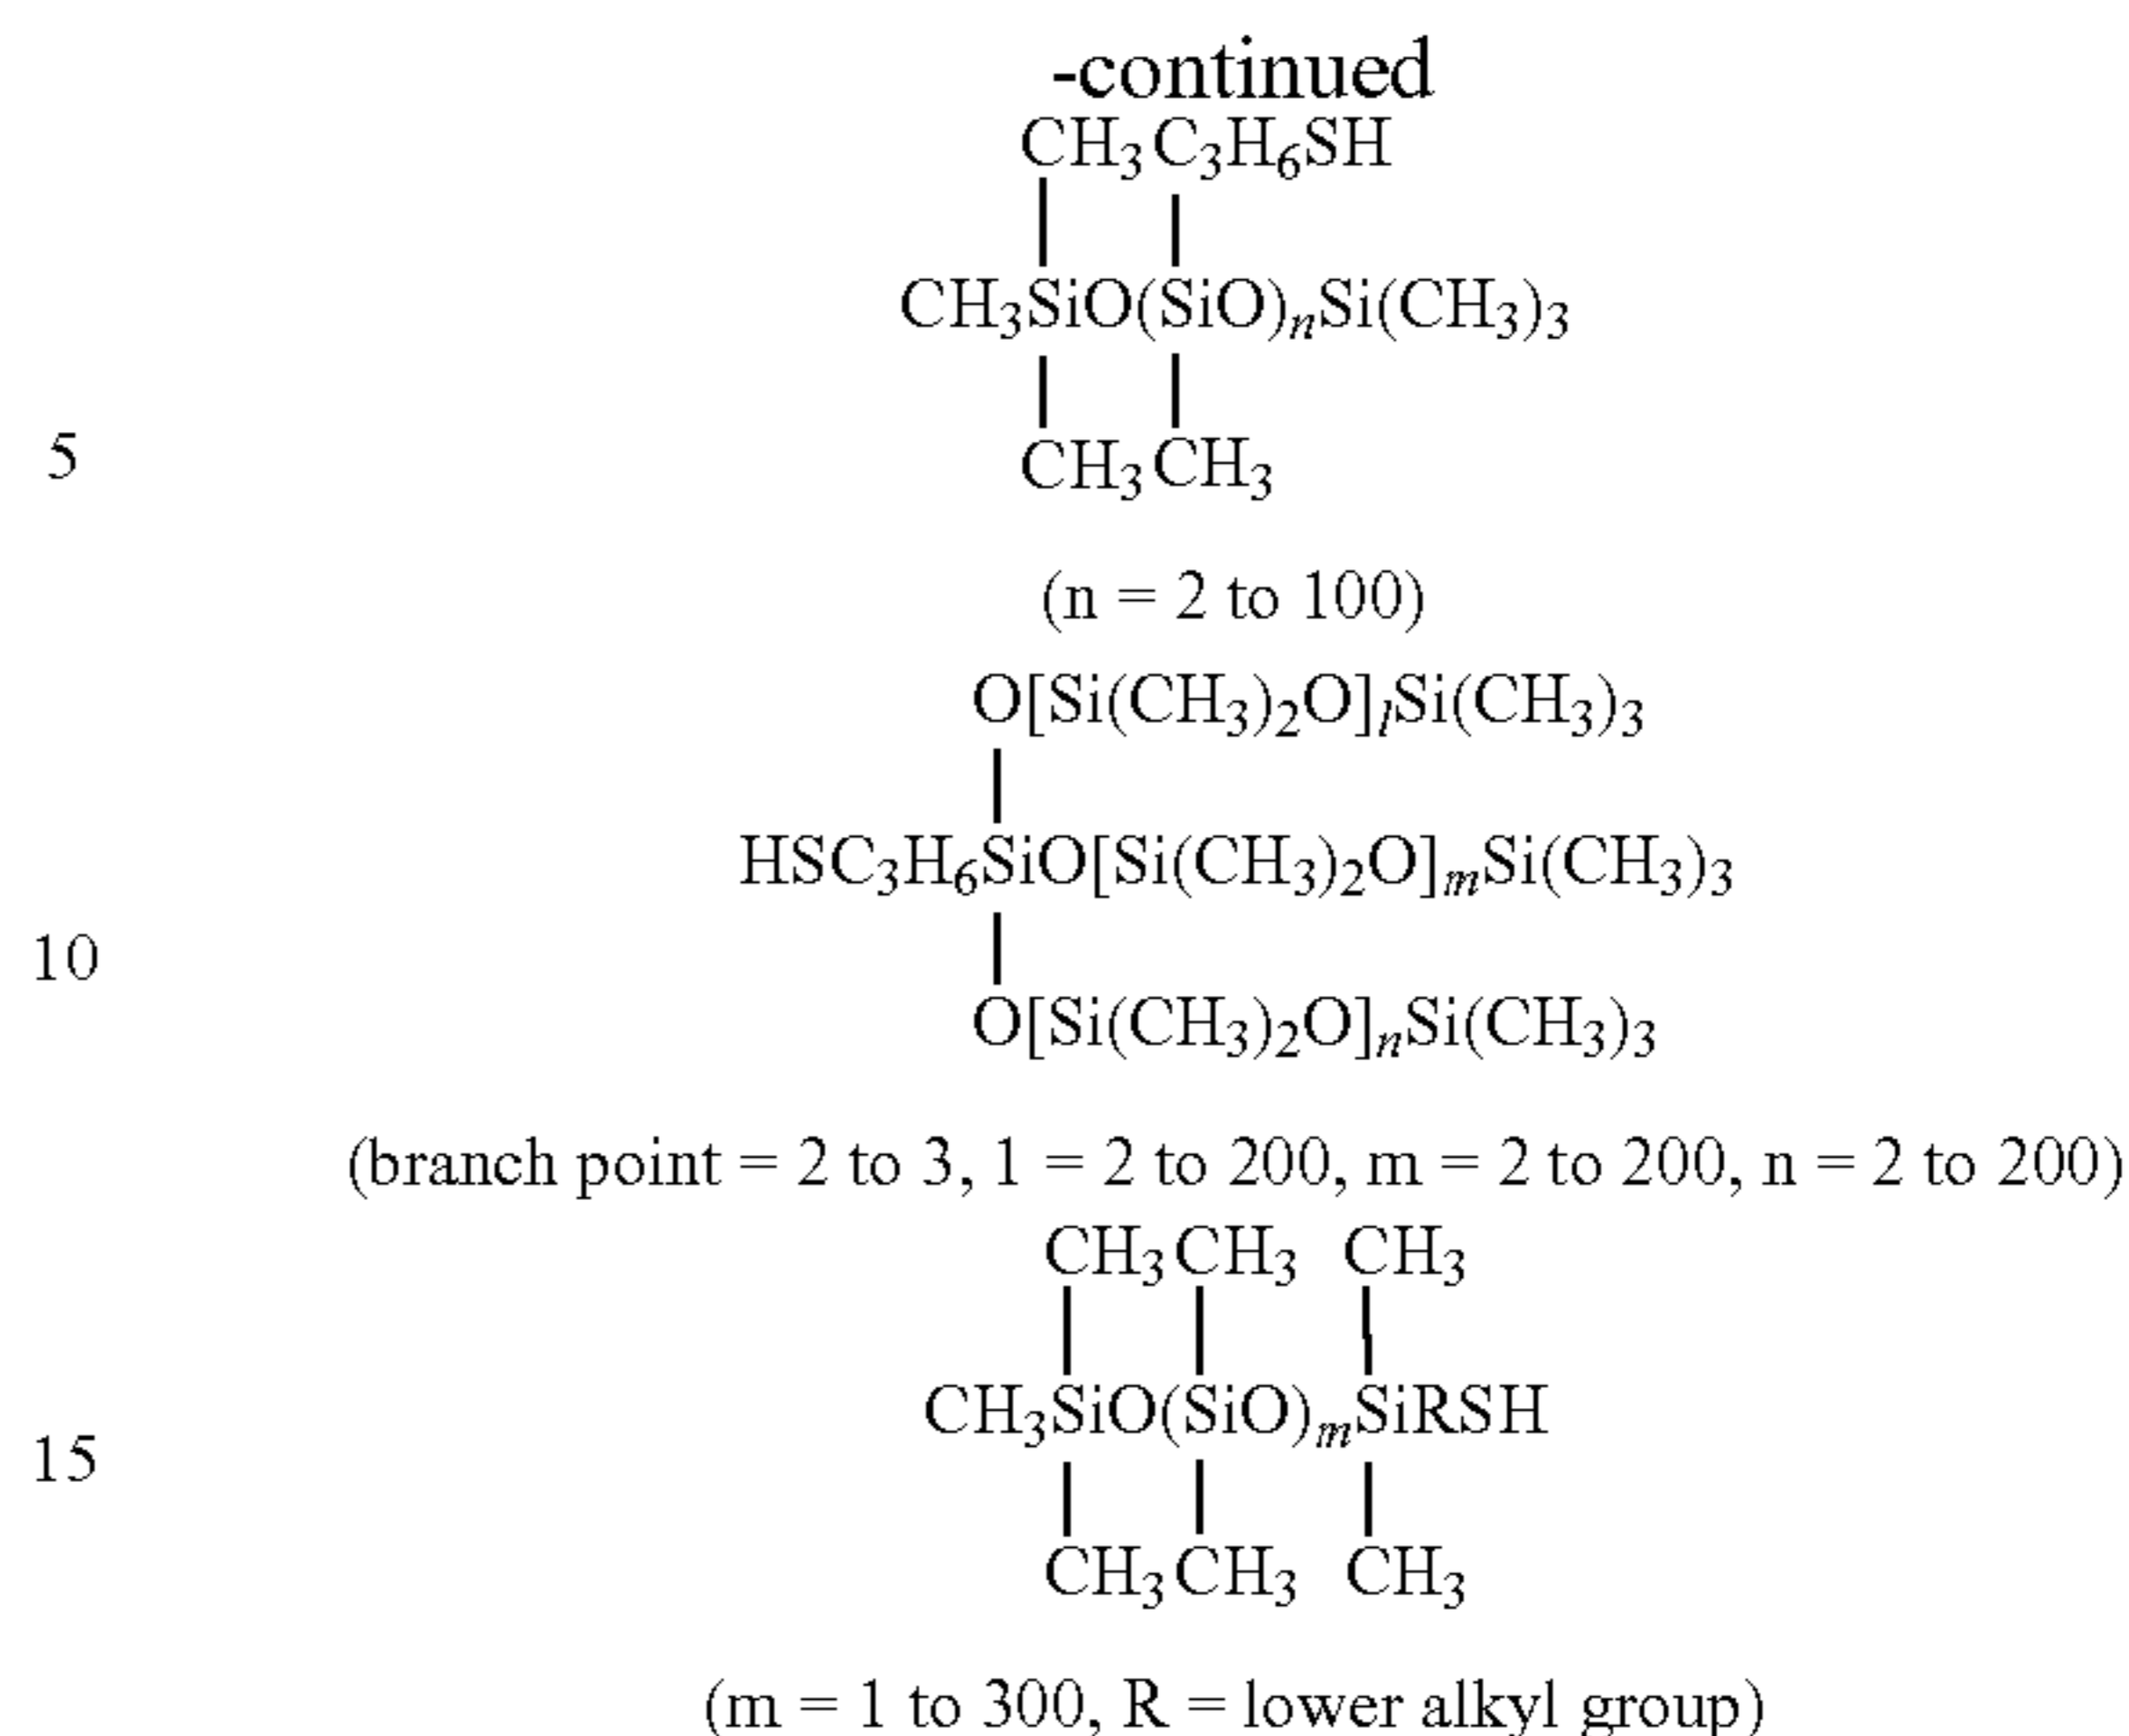 -continued
CH₃ C₃H₆SH
CH₃SiO(SiO)ₙSi(CH₃)₃
5
CH₃ CH₃
(n = 2 to 100)
O[Si(CH₃)₂O]ₗSi(CH₃)₃
HSC₃H₆SiO[Si(CH₃)₂O]ₘSi(CH₃)₃
10
O[Si(CH₃)₂O]ₙSi(CH₃)₃
(branch point = 2 to 3, 1 = 2 to 200, m = 2 to 200, n = 2 to 200)
CH₃ CH₃ CH₃
CH₃SiO(SiO)ₘSiRSH
15
CH₃ CH₃ CH₃
(m = 1 to 300, R = lower alkyl group)